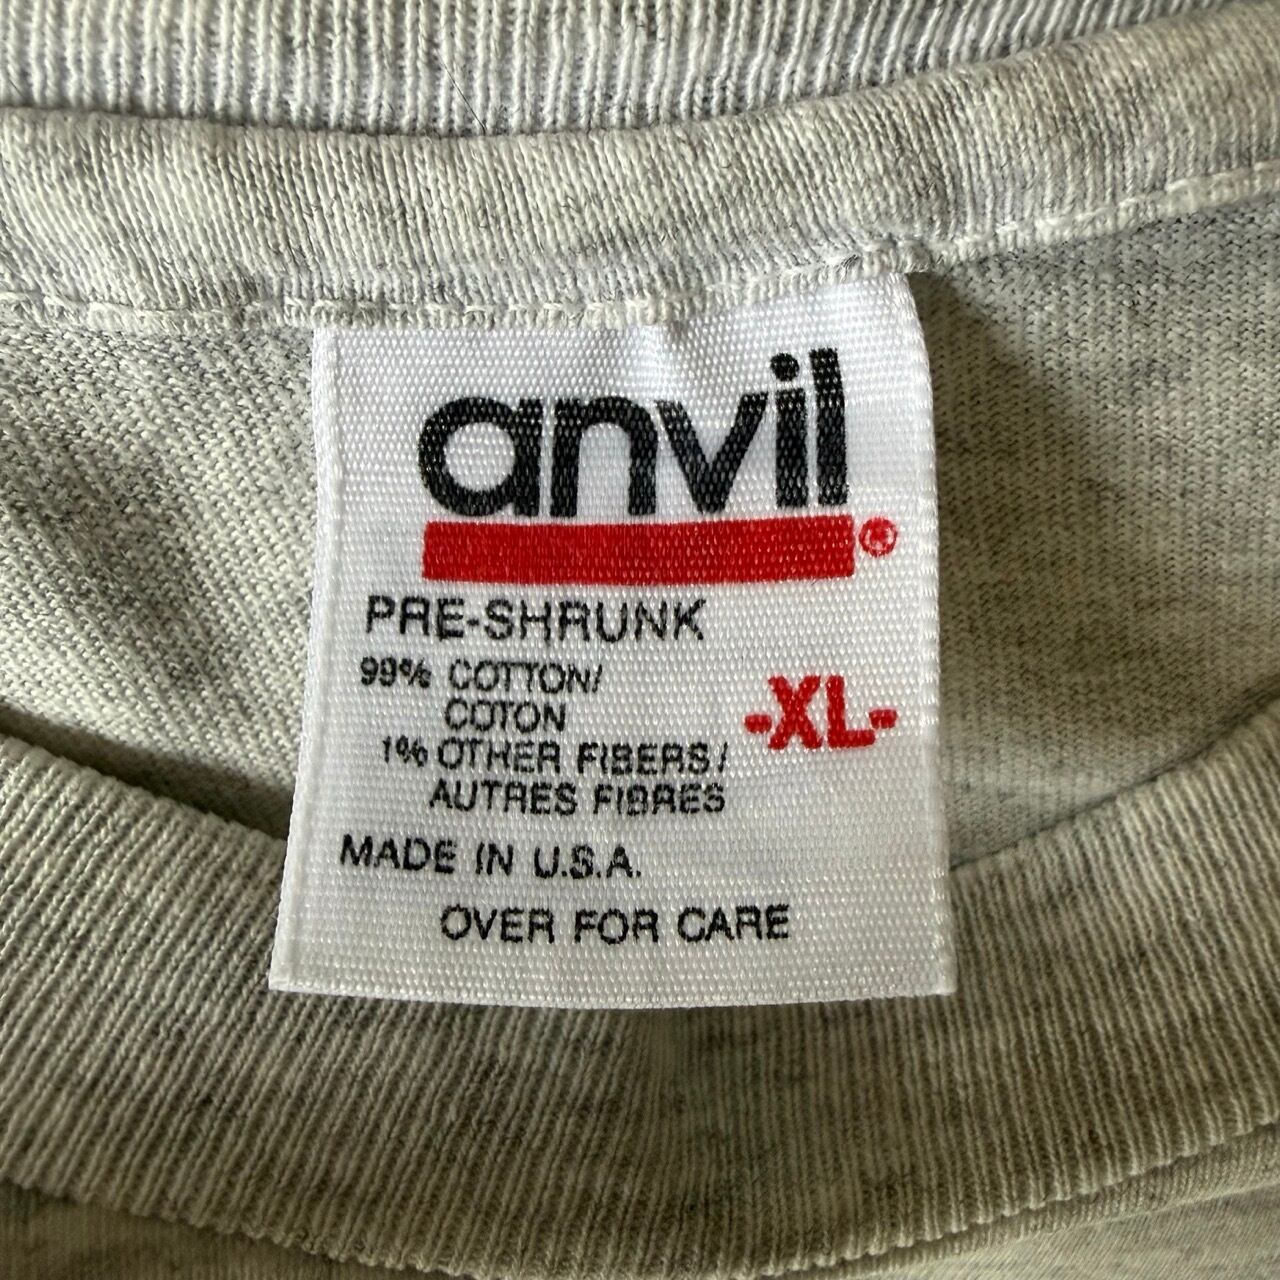 anvil®
PRE-SHRUNK
99% COTTON/
COTON
-XL-
1% OTHER FIBERS/
AUTRES FIBRES
MADE IN U.S.A.
OVER FOR CARE